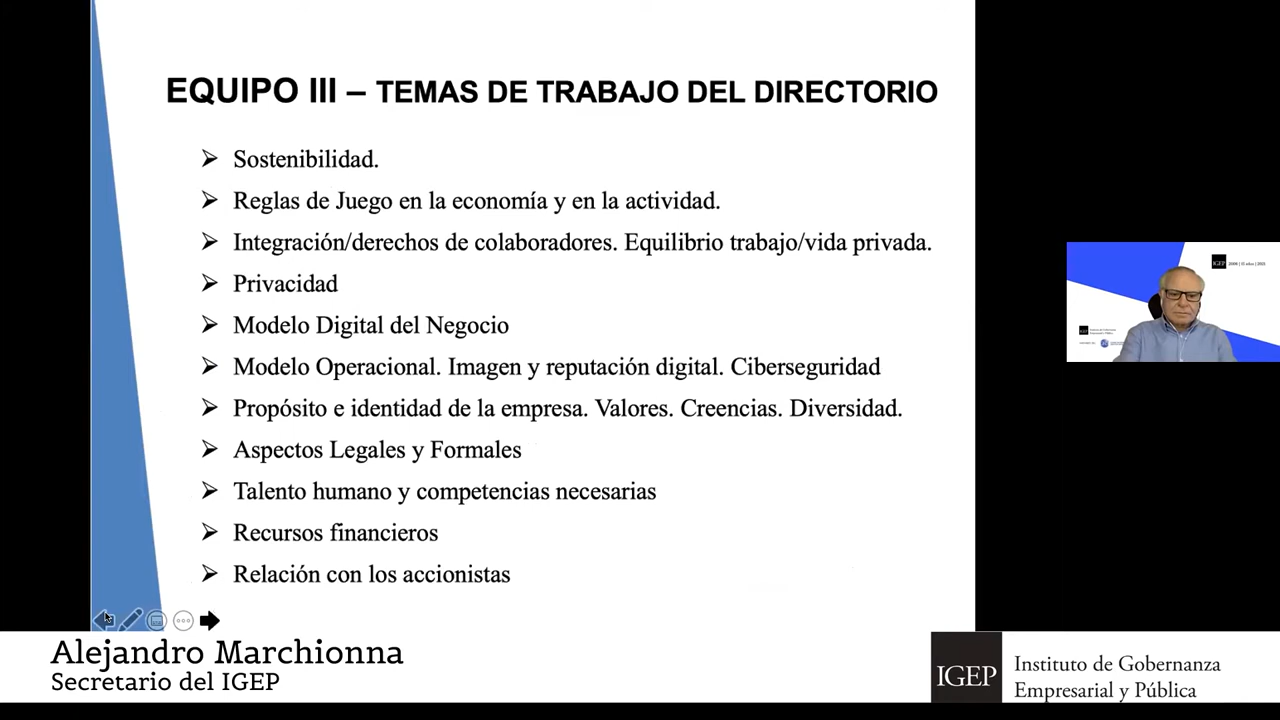 EQUIPO III – TEMAS DE TRABAJO DEL DIRECTORIO
Sostenibilidad.
Reglas de Juego en la economía y en la actividad.
Integración/derechos de colaboradores. Equilibrio trabajo/vida privada.
Privacidad
Modelo Digital del Negocio
Modelo Operacional. Imagen y reputación digital. Ciberseguridad
Propósito e identidad de la empresa. Valores. Creencias. Diversidad.
Aspectos Legales y Formales
Talento humano y competencias necesarias
Recursos financieros
Relación con los accionistas
IGEP
Alejandro Marchionna
Secretario del IGEP
IGEP
Instituto de Gobernanza
Empresarial y Pública